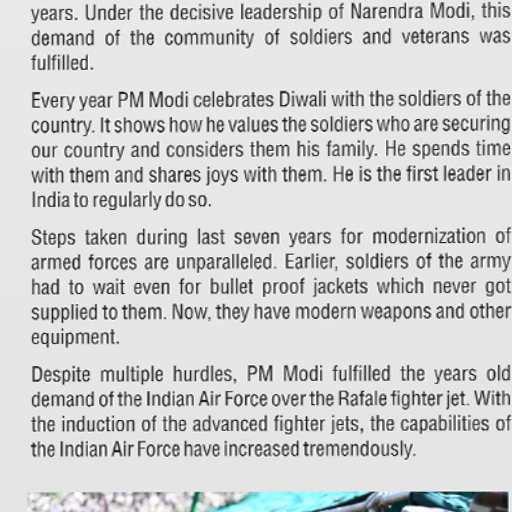 years. Under the decisive leadership of Narendra Modi, this
demand of the community of soldiers and veterans was
fulfilled.
Every year PM Modi celebrates Diwali with the soldiers of the
country. It shows how he values the soldiers who are securing
our country and considers them his family. He spends time
with them and shares joys with them. He is the first leader in
India to regularly do so.
Steps taken during last seven years for modernization of
armed forces are unparalleled. Earlier, soldiers of the army
had to wait even for bullet proof jackets which never got
supplied to them. Now, they have modern weapons and other
equipment.
Despite multiple hurdles, PM Modi fulfilled the years old
demand of the Indian Air Force over the Rafale fighter jet. With
the induction of the advanced fighter jets, the capabilities of
the Indian Air Force have increased tremendously.